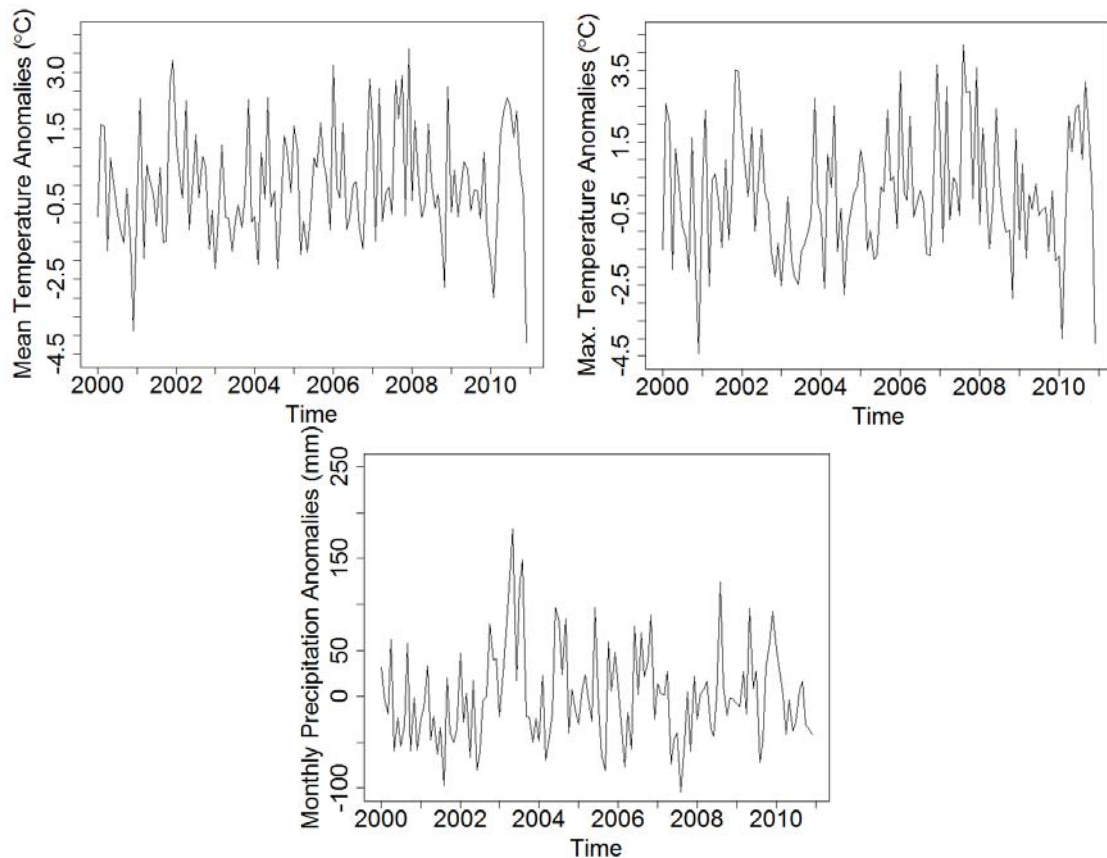 Mean Temperature Anomalies (°C)
3.0
1.5
-0.5
-2.5
-4.5
2000 2002 2004 2006 2008 2010
Time
Max. Temperature Anomalies (°C)
3.5
1.5
-0.5
-2.5
-4.5
2000 2002 2004 2006 2008 2010
Time
Monthly Precipitation Anomalies (mm)
250
150
50
0
-100
2000 2002 2004 2006 2008 2010
Time